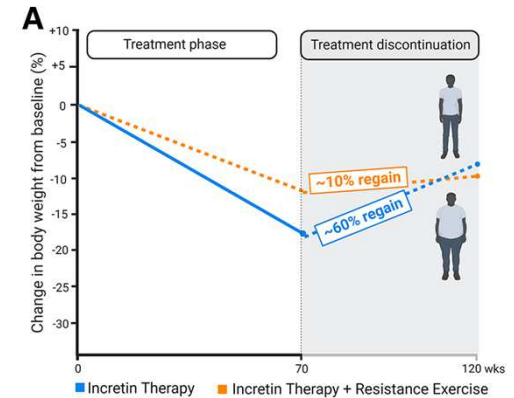 A
Treatment phase
Treatment discontinuation
Change in body weight from baseline (%)
+10
+5
0
-5
-10
-15
-20
-25
-30
~10% regain
~60% regain
0
70
120 wks
Incretin Therapy
Incretin Therapy + Resistance Exercise